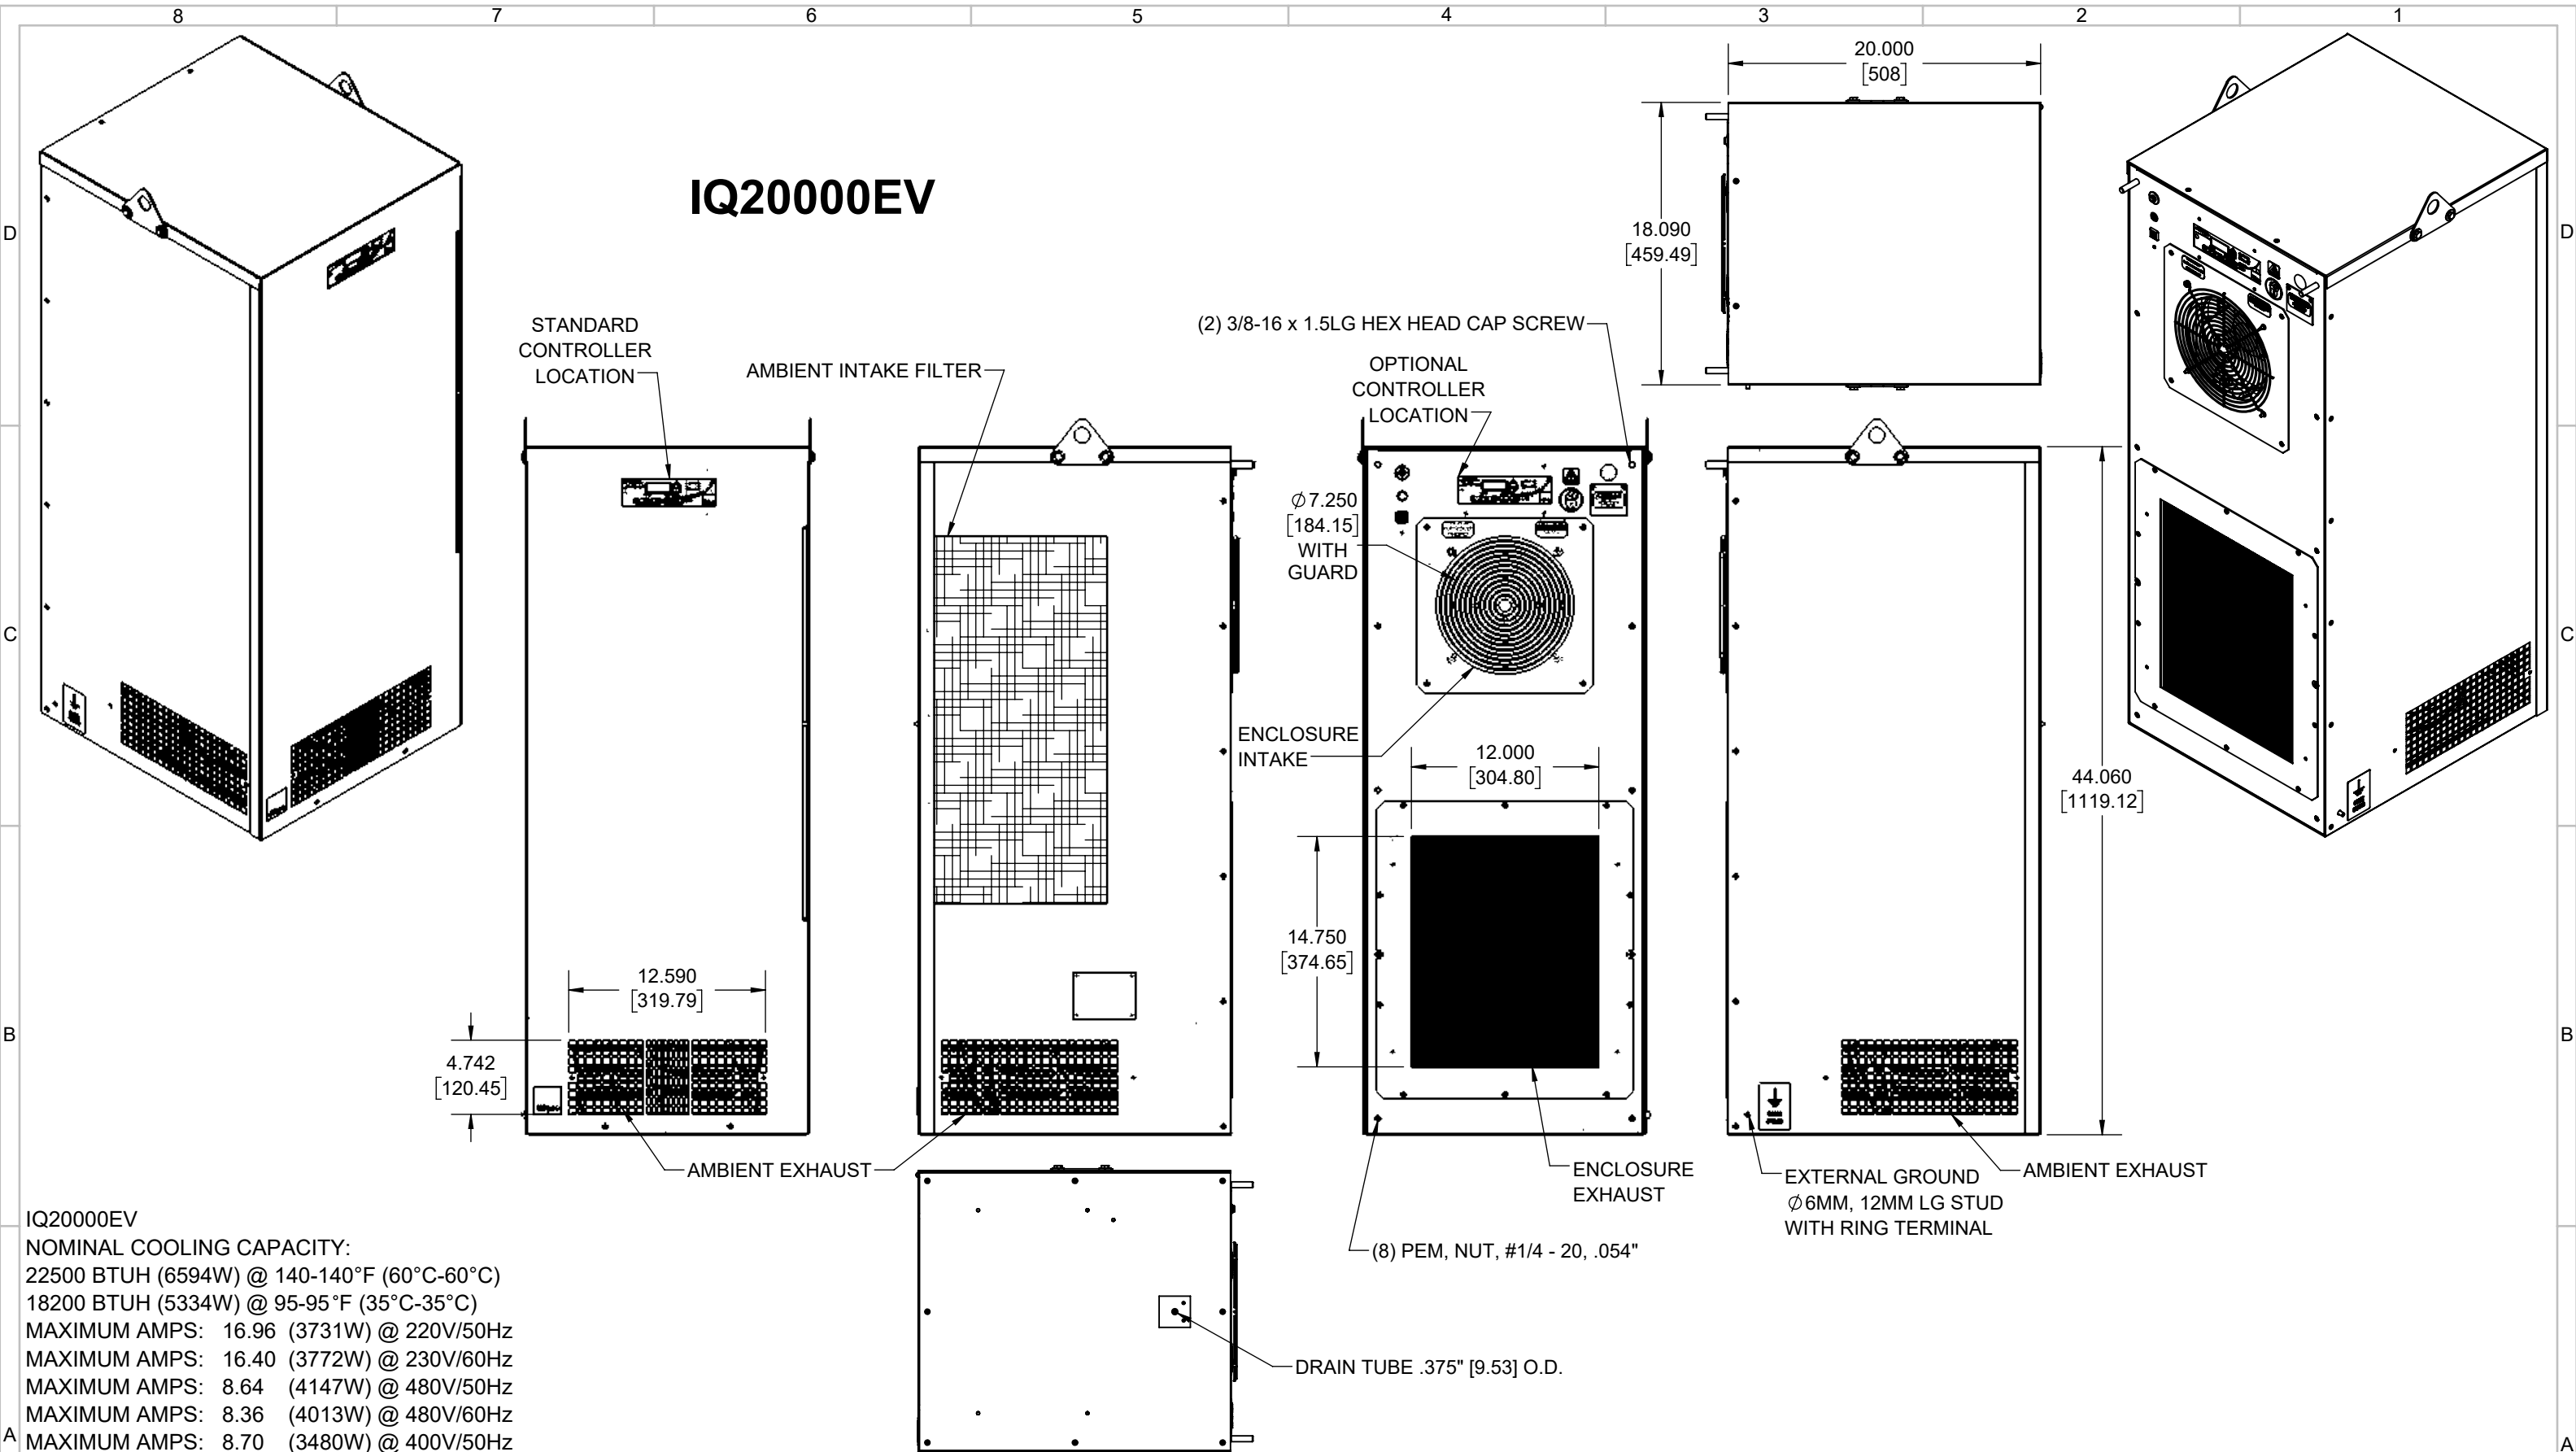 8 7 6 5 4 3 2 1
D
D
C
C
B
B
A
A
IQ20000EV
20.000
[508]
18.090
[459.49]
STANDARD
CONTROLLER
LOCATION
AMBIENT INTAKE FILTER
(2) 3/8-16 x 1.5LG HEX HEAD CAP SCREW
OPTIONAL
CONTROLLER
LOCATION
Ø7.250
[184.15]
WITH
GUARD
ENCLOSURE
INTAKE
12.000
[304.80]
44.060
[1119.12]
14.750
[374.65]
12.590
[319.79]
4.742
[120.45]
AMBIENT EXHAUST
ENCLOSURE
EXHAUST
EXTERNAL GROUND
Ø6MM, 12MM LG STUD
WITH RING TERMINAL
AMBIENT EXHAUST
(8) PEM, NUT, #1/4 - 20, .054"
DRAIN TUBE .375" [9.53] O.D.
IQ20000EV
NOMINAL COOLING CAPACITY:
22500 BTUH (6594W) @ 140-140°F (60°C-60°C)
18200 BTUH (5334W) @ 95-95°F (35°C-35°C)
MAXIMUM AMPS: 16.96 (3731W) @ 220V/50Hz
MAXIMUM AMPS: 16.40 (3772W) @ 230V/60Hz
MAXIMUM AMPS: 8.64 (4147W) @ 480V/50Hz
MAXIMUM AMPS: 8.36 (4013W) @ 480V/60Hz
MAXIMUM AMPS: 8.70 (3480W) @ 400V/50Hz